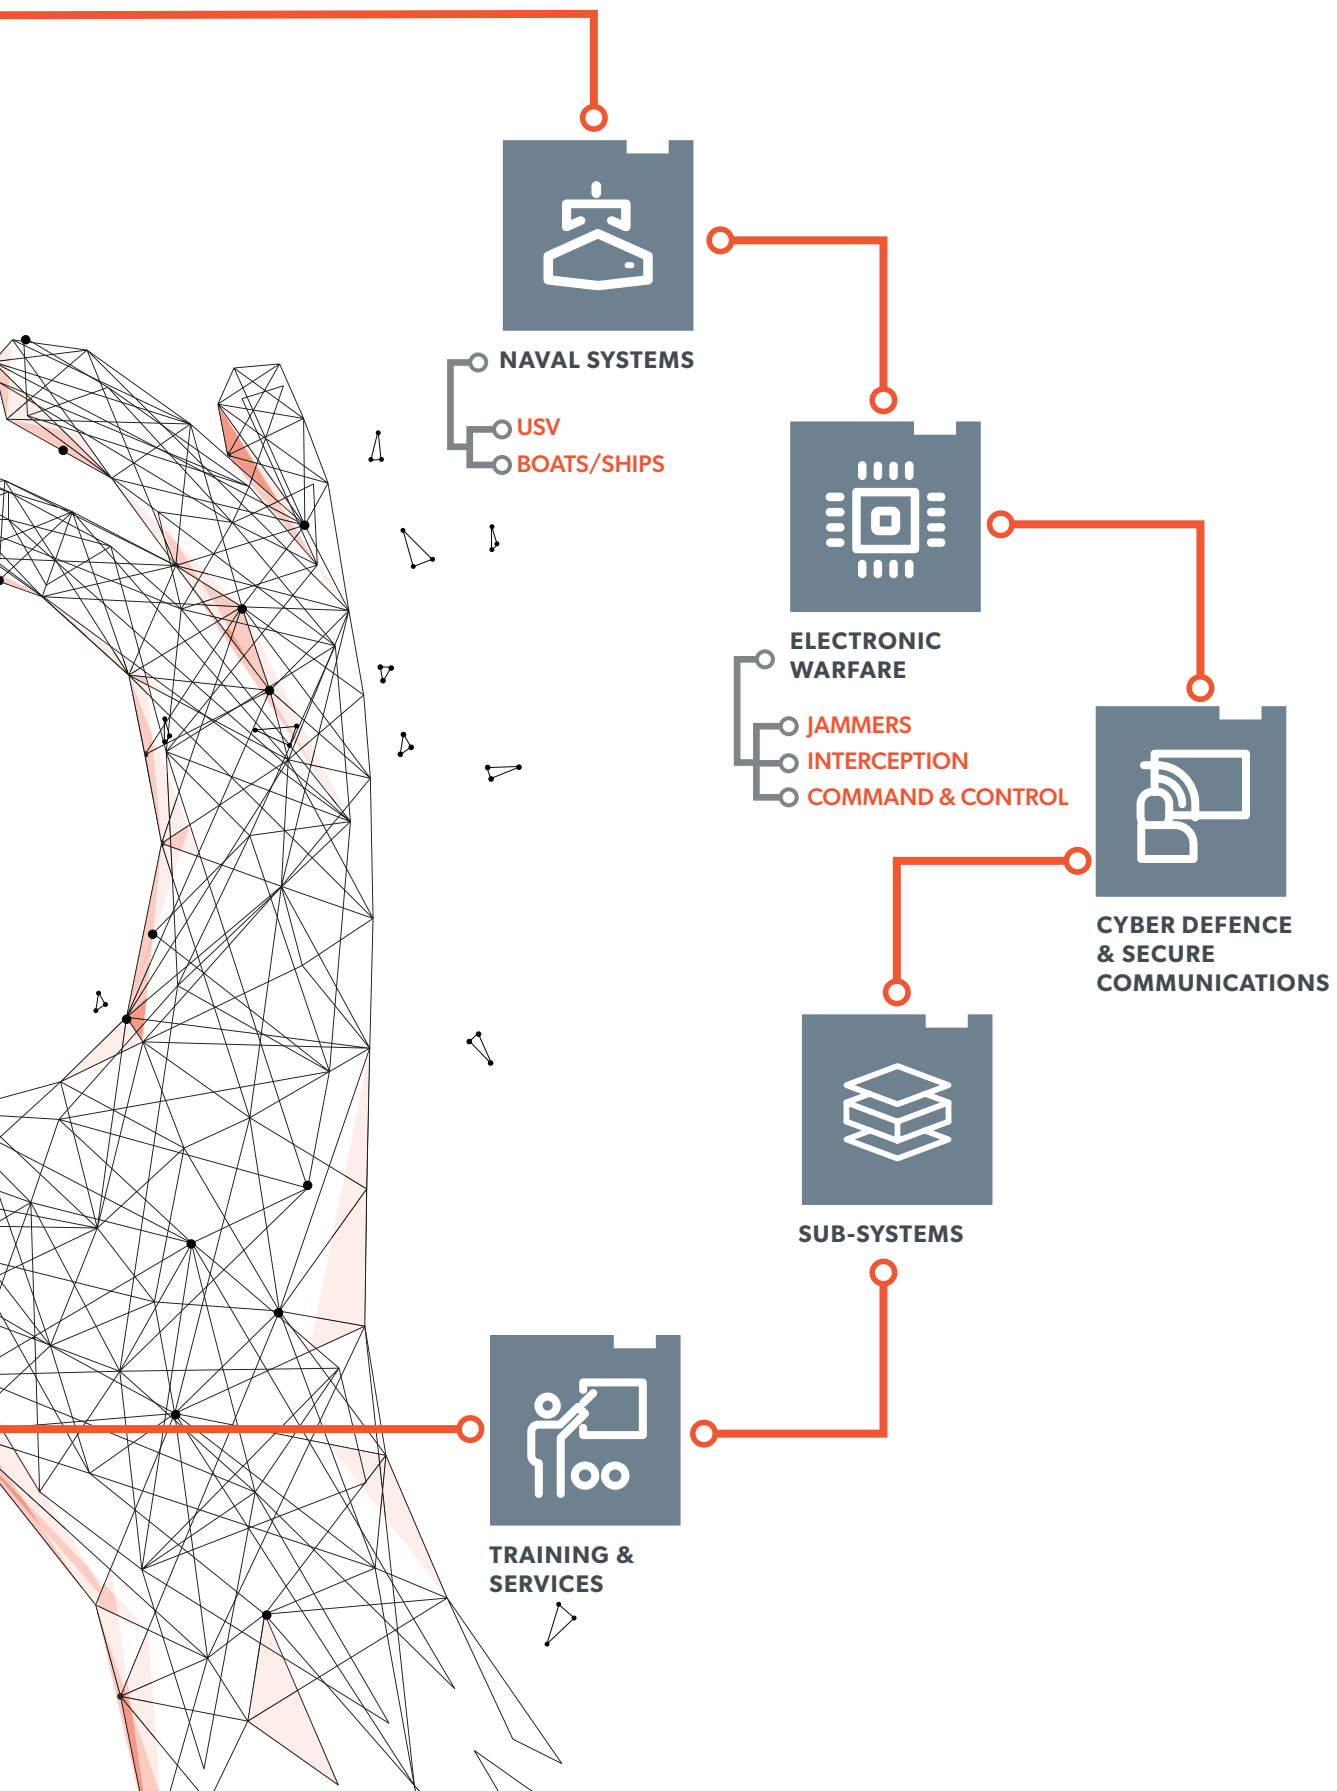 NAVAL SYSTEMS
USV
BOATS/SHIPS
ELECTRONIC
WARFARE
JAMMERS
INTERCEPTION
COMMAND & CONTROL
CYBER DEFENCE
& SECURE
COMMUNICATIONS
SUB-SYSTEMS
TRAINING &
SERVICES